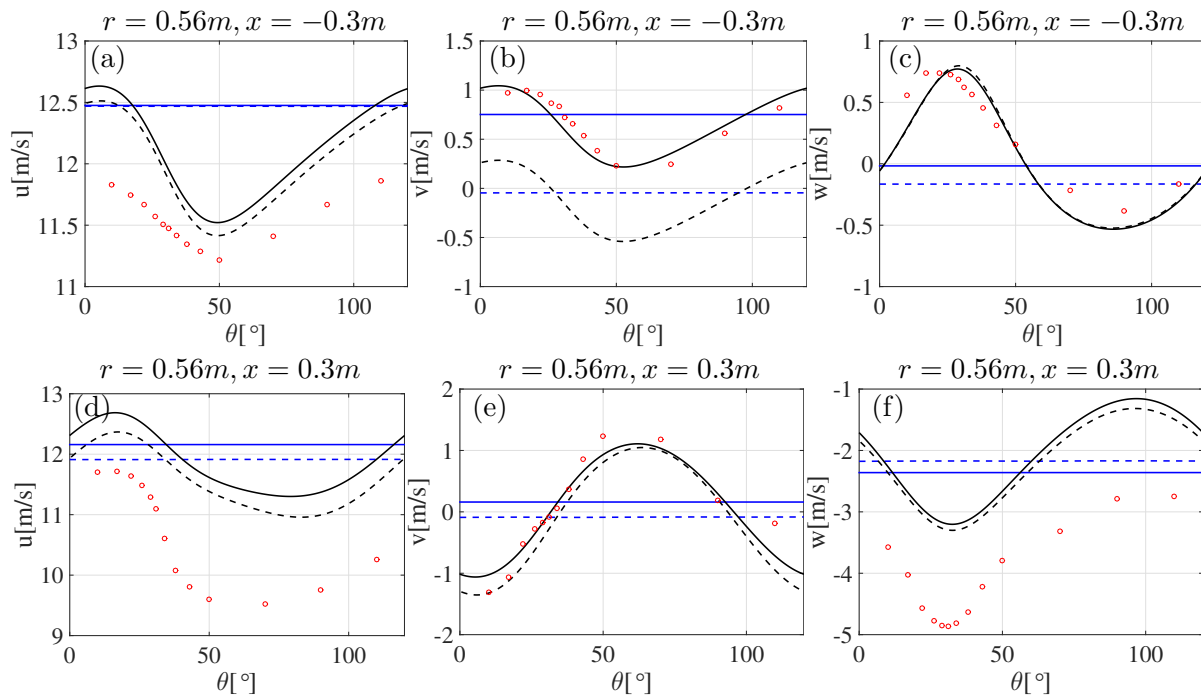 r = 0.56m, x = −0.3m
(a)
13
12.5
12
11.5
11
u[m/s]
0 50 100
θ[°]
r = 0.56m, x = −0.3m
(b)
1.5
1
0.5
0
-0.5
-1
v[m/s]
0 50 100
θ[°]
r = 0.56m, x = −0.3m
(c)
1
0.5
0
-0.5
-1
w[m/s]
0 50 100
θ[°]
r = 0.56m, x = 0.3m
(d)
13
12
11
10
9
u[m/s]
0 50 100
θ[°]
r = 0.56m, x = 0.3m
(e)
2
1
0
-1
-2
v[m/s]
0 50 100
θ[°]
r = 0.56m, x = 0.3m
(f)
-1
-2
-3
-4
-5
w[m/s]
0 50 100
θ[°]